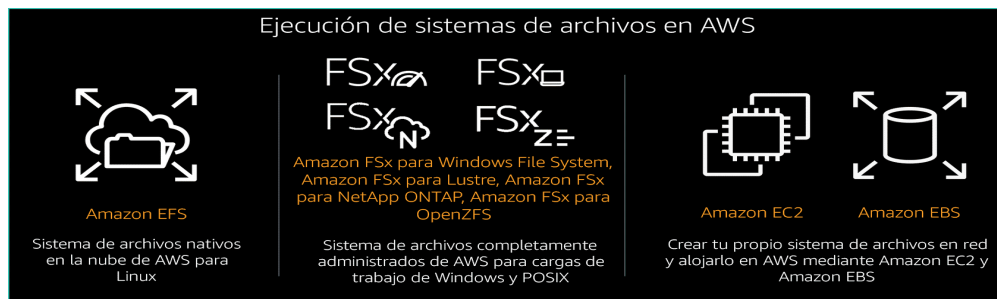 Ejecución de sistemas de archivos en AWS
Amazon EFS
Sistema de archivos nativos
en la nube de AWS para
Linux
FSx FSx
FSx N FSx Z
Amazon FSx para Windows File System,
Amazon FSx para Lustre, Amazon FSx
para NetApp ONTAP, Amazon FSx para
OpenZFS
Sistema de archivos completamente
administrados de AWS para cargas de
trabajo de Windows y POSIX
Amazon EC2
Amazon EBS
Crear tu propio sistema de archivos en red
y alojarlo en AWS mediante Amazon EC2 y
Amazon EBS